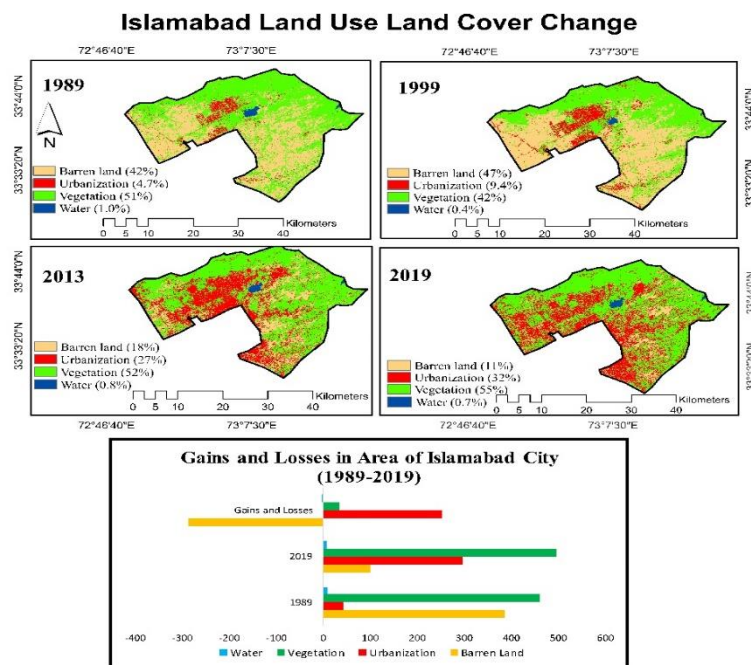 Islamabad Land Use Land Cover Change
72°46'40"E 73°7'30"E 72°46'40"E 73°7'30"E
33°44'0"N
33°33'20"N
1989
N
Barren land (42%)
Urbanization (4.7%)
Vegetation (51%)
Water (1.0%)
Kilometers
0 5 10 20 30 40
1999
Barren land (47%)
Urbanization (9.4%)
Vegetation (42%)
Water (0.4%)
Kilometers
0 5 10 20 30 40
33°44'0"N
33°33'20"N
2013
Barren land (18%)
Urbanization (27%)
Vegetation (52%)
Water (0.8%)
Kilometers
0 5 10 20 30 40
2019
Barren land (11%)
Urbanization (32%)
Vegetation (55%)
Water (0.7%)
Kilometers
0 5 10 20 30 40
72°46'40"E 73°7'30"E 72°46'40"E 73°7'30"E
Gains and Losses in Area of Islamabad City
(1989-2019)
Gains and Losses
2019
1989
-400 -300 -200 -100 0 100 200 300 400 500 600
Water Vegetation Urbanization Barren Land